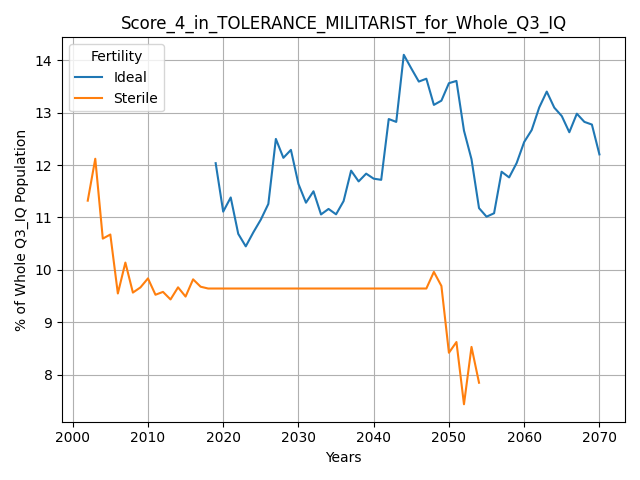 Score_4_in_TOLERANCE_MILITARIST_for_Whole_Q3_IQ
Fertility
Ideal
Sterile
% of Whole Q3_IQ Population
14
13
12
11
10
9
8
2000 2010 2020 2030 2040 2050 2060 2070
Years